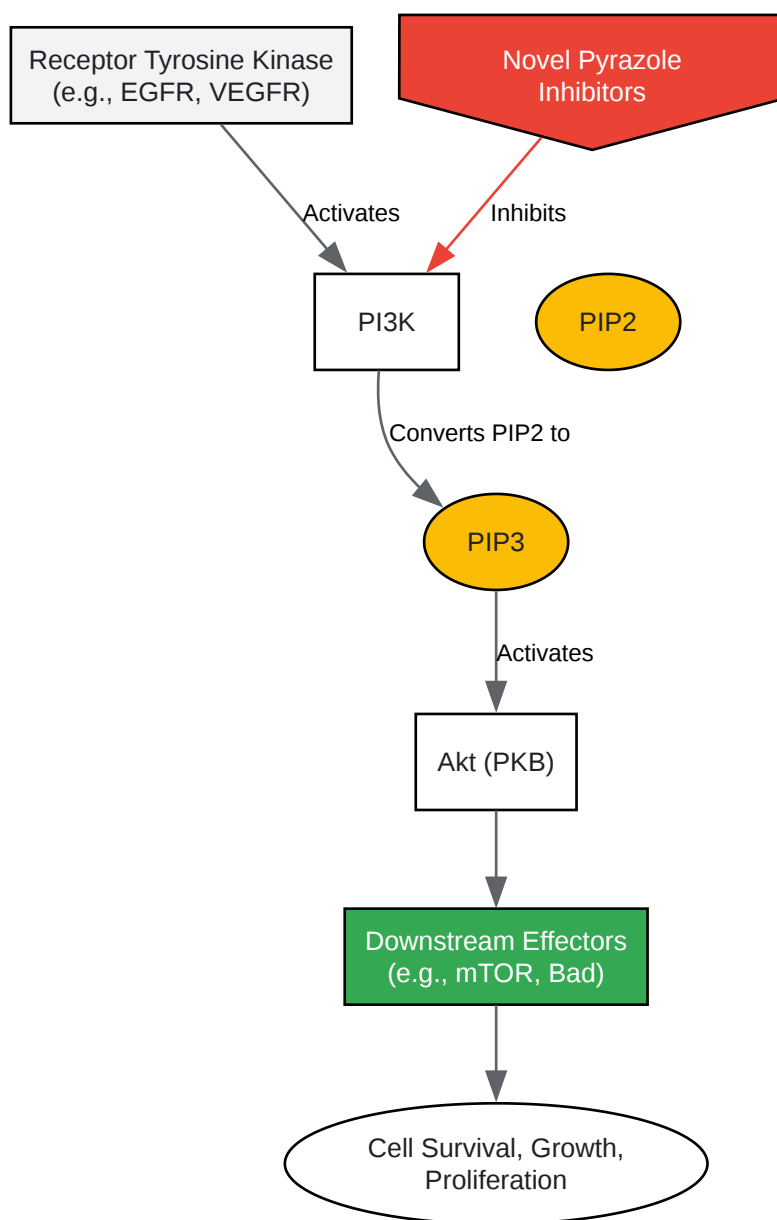 Receptor Tyrosine Kinase
(e.g., EGFR, VEGFR)
Novel Pyrazole
Inhibitors
Activates
Inhibits
PI3K
PIP2
Converts PIP2 to
PIP3
Activates
Akt (PKB)
Downstream Effectors
(e.g., mTOR, Bad)
Cell Survival, Growth,
Proliferation